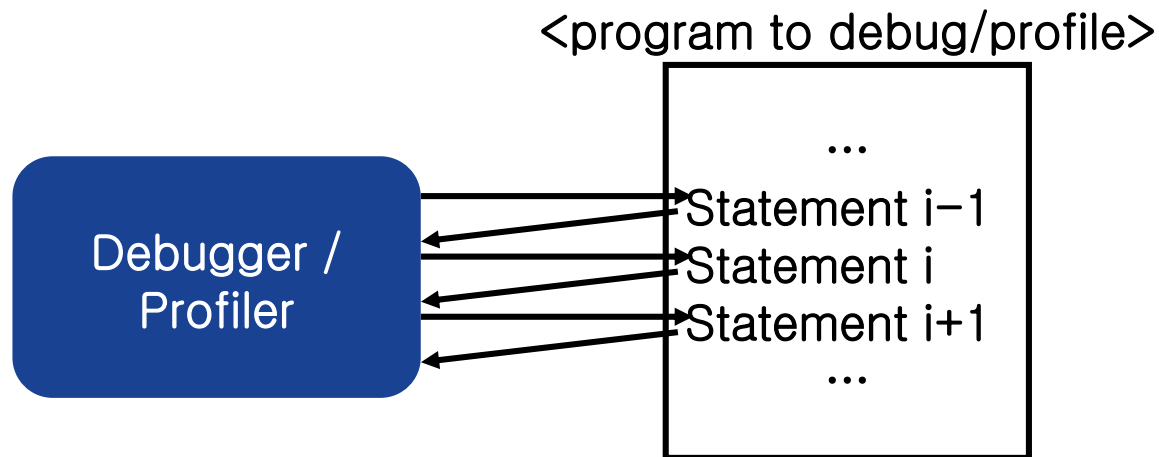 <program to debug/profile>
...
Debugger /
Profiler
Statement i-1
Statement i
Statement i+1
...